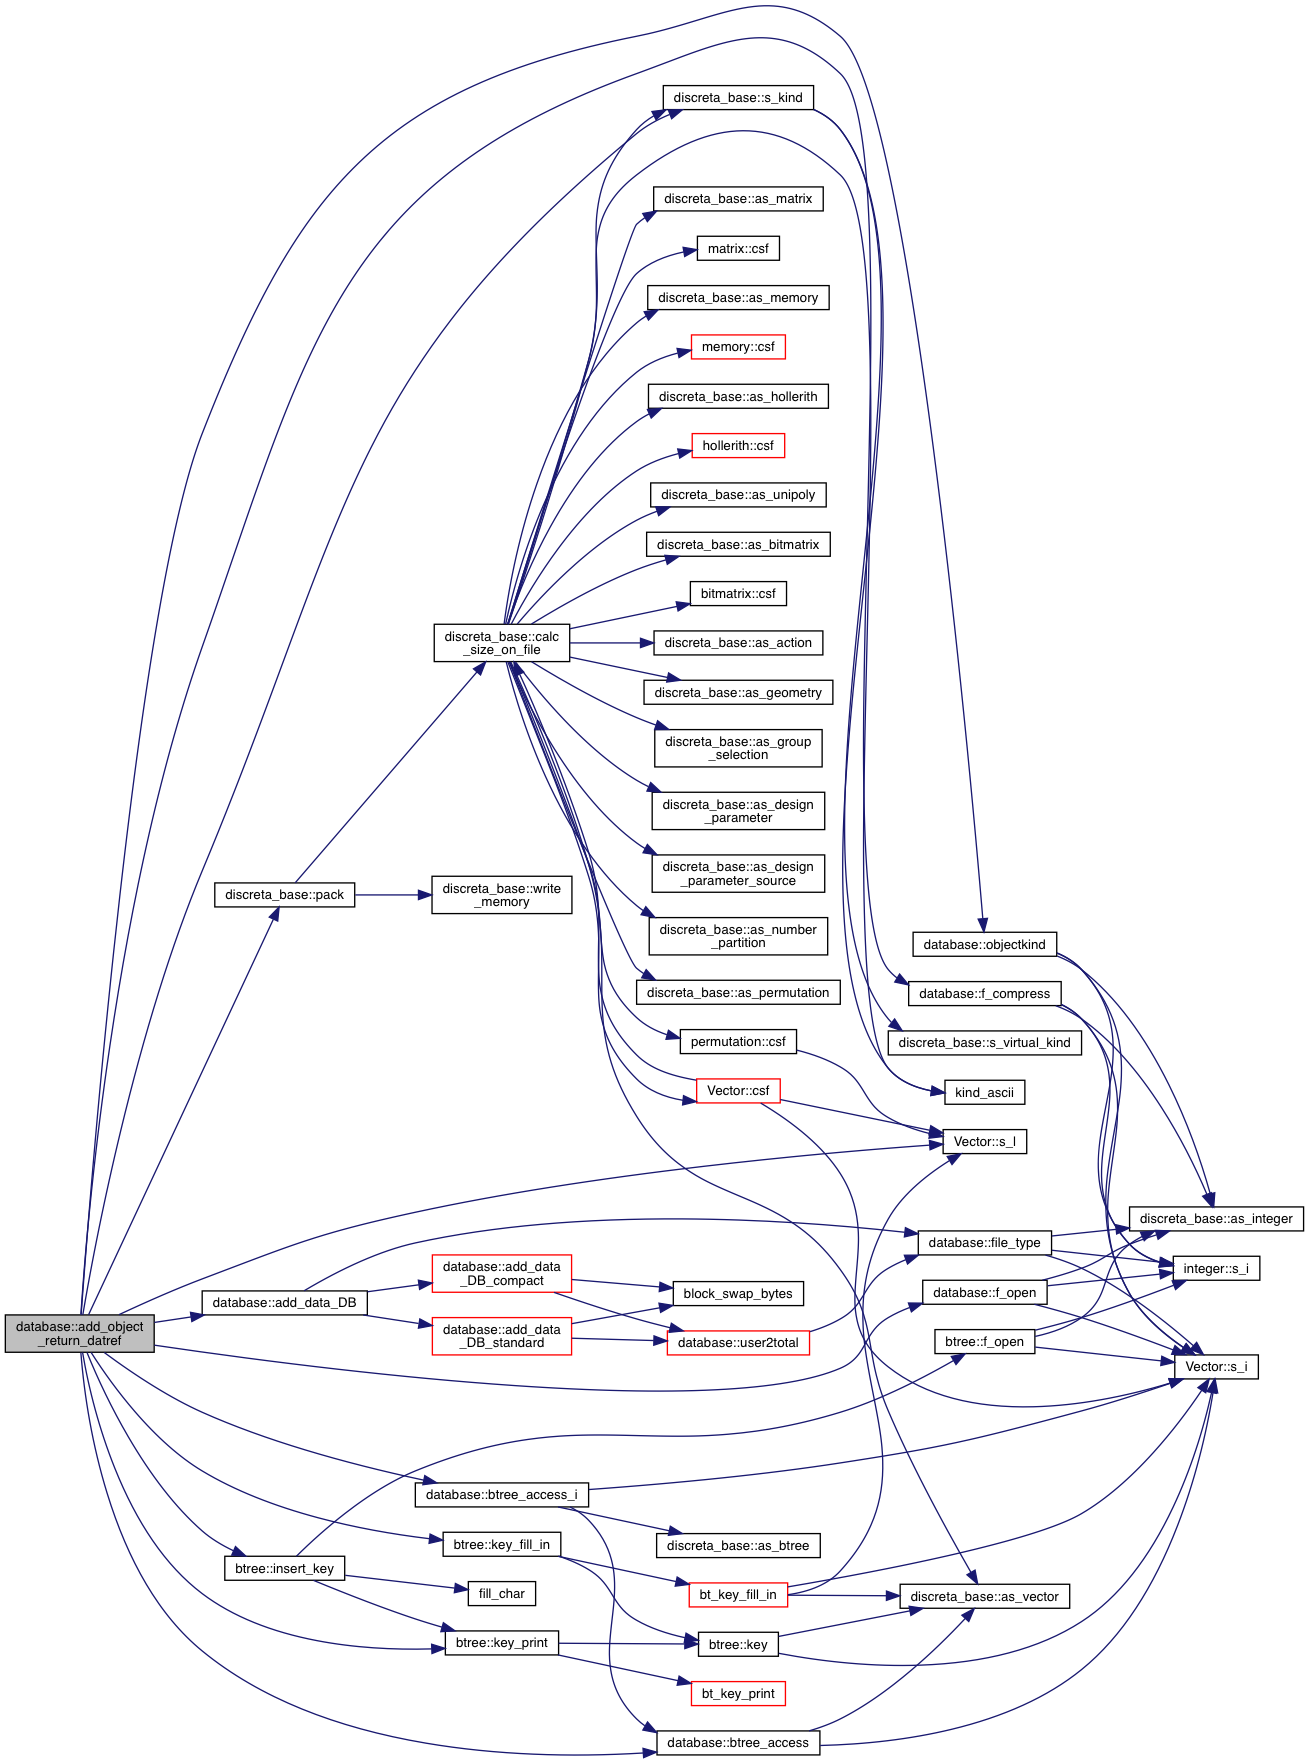 discreta_base::s_kind
discreta_base::as_matrix
matrix::csf
discreta_base::as_memory
memory::csf
discreta_base::as_hollerith
hollerith::csf
discreta_base::as_unipoly
discreta_base::as_bitmatrix
bitmatrix::csf
discreta_base::calc
_size_on_file
discreta_base::as_action
discreta_base::as_geometry
discreta_base::as_group
_selection
discreta_base::as_design
_parameter
discreta_base::as_design
_parameter_source
discreta_base::pack
discreta_base::write
_memory
discreta_base::as_number
_partition
database::objectkind
discreta_base::as_permutation
database::f_compress
permutation::csf
discreta_base::s_virtual_kind
Vector::csf
kind_ascii
Vector::s_l
discreta_base::as_integer
database::file_type
integer::s_i
database::add_data
_DB_compact
database::add_data_DB
block_swap_bytes
database::f_open
database::add_object
_return_datref
database::add_data
_DB_standard
database::user2total
btree::f_open
Vector::s_i
database::btree_access_i
btree::key_fill_in
discreta_base::as_btree
btree::insert_key
fill_char
bt_key_fill_in
discreta_base::as_vector
btree::key_print
btree::key
bt_key_print
database::btree_access